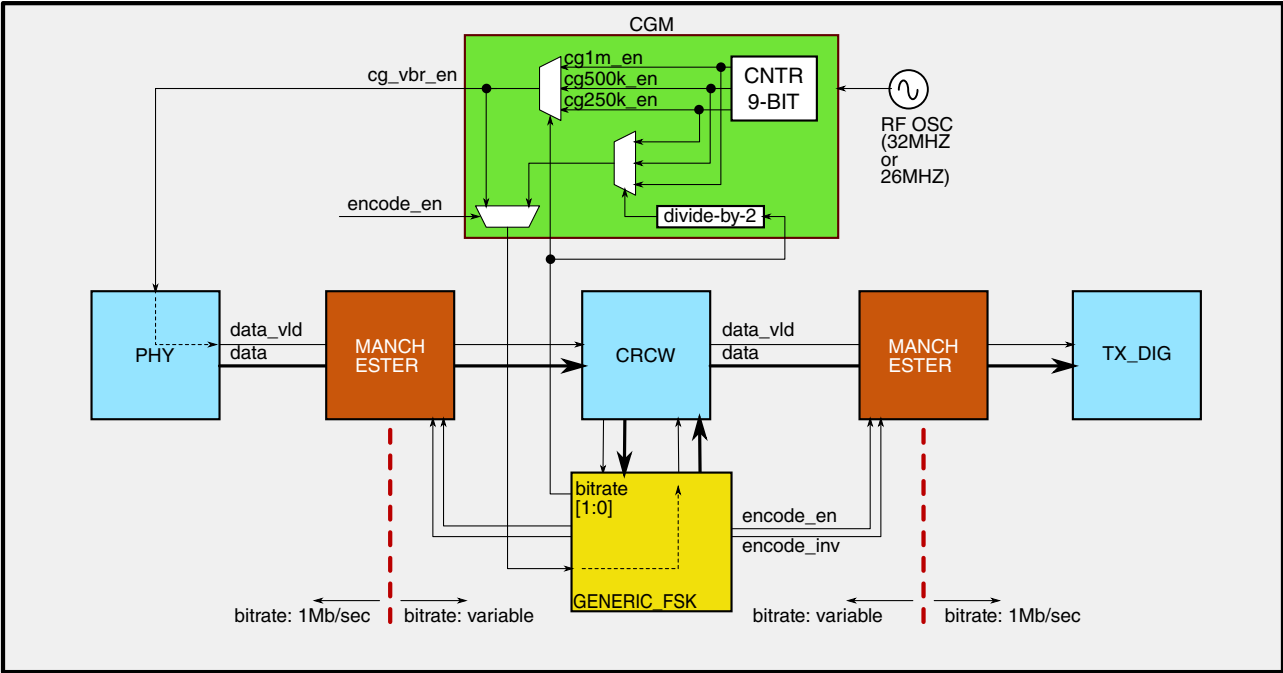 CGM
cg1m_en
cg_vbr_en
cg500k_en
cg250k_en
CNTR
9-BIT
RF OSC
(32MHZ
or
26MHZ)
encode_en
divide-by-2
PHY
data_vld
data
MANCH
ESTER
CRCW
data_vld
data
MANCH
ESTER
TX_DIG
bitrate
[1:0]
encode_en
encode_inv
GENERIC_FSK
bitrate: 1Mb/sec
bitrate: variable
bitrate: variable
bitrate: 1Mb/sec